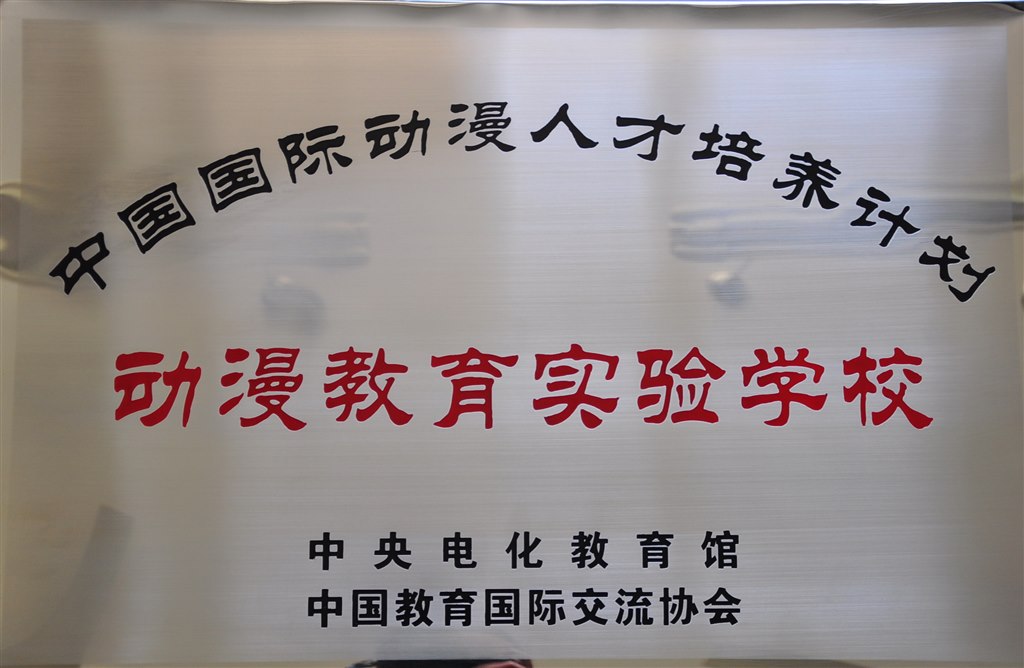 中国国际动漫人才培养计划
动漫教育实验学校
中央电化教育馆
中国教育国际交流协会